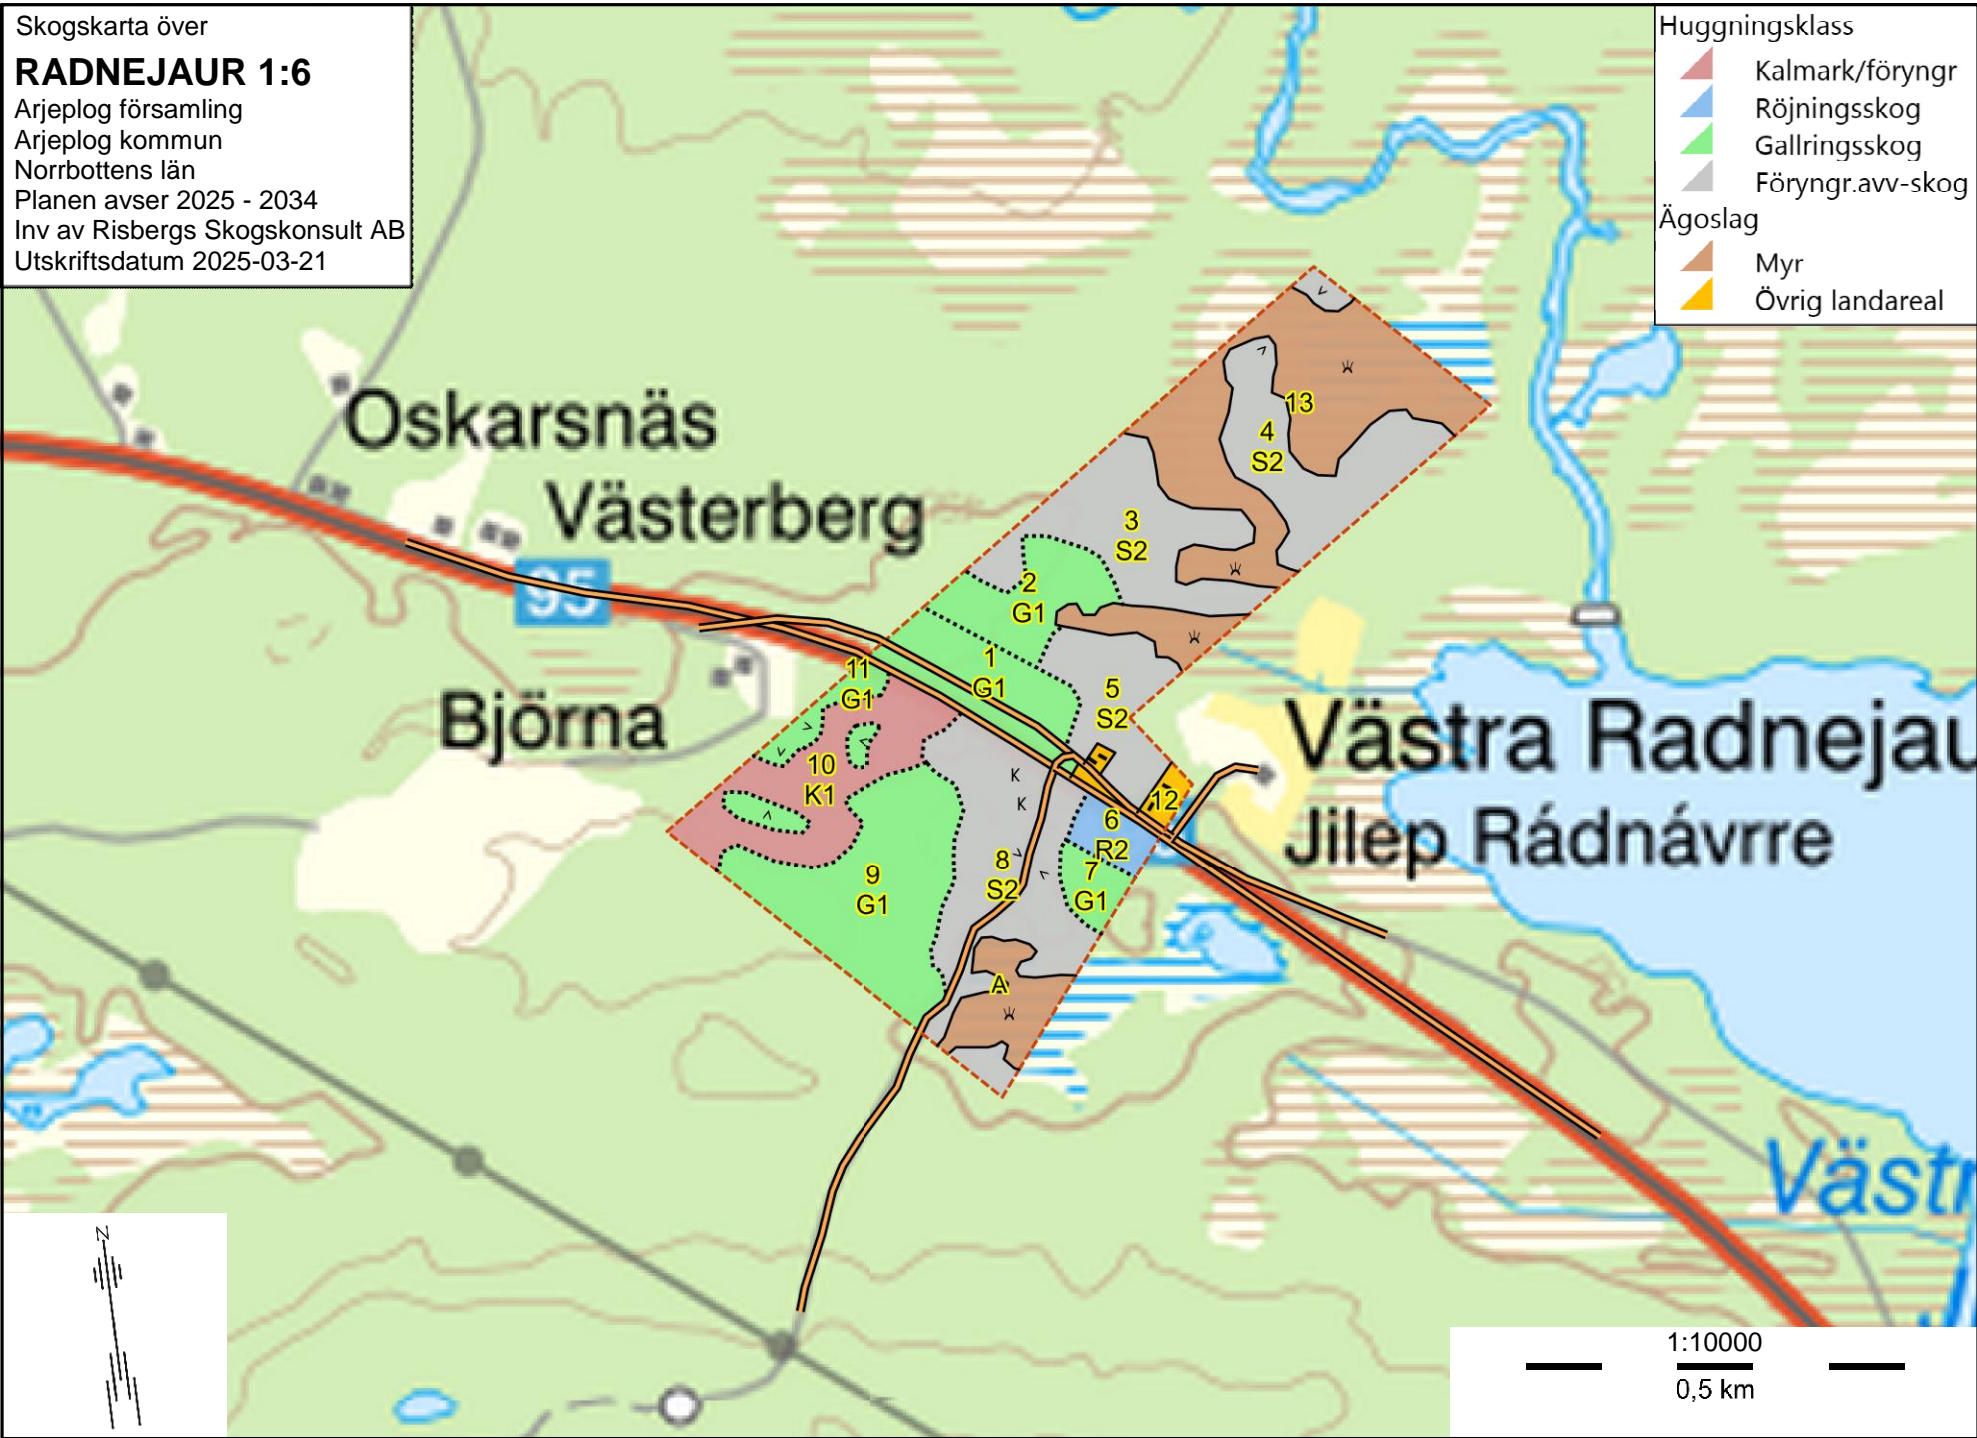 Skogskarta över
RADNEJAUR 1:6
Arjeplog församling
Arjeplog kommun
Norrbottens län
Planen avser 2025 - 2034
Inv av Risbergs Skogskonsult AB
Utskriftsdatum 2025-03-21
Huggningsklass
Kalmark/föryngr
Röjningsskog
Gallringsskog
Föryngr.avv-skog
Ägoslag
Myr
Övrig landareal
Oskarsnäs
Västerberg
95
Björna
Västra Radnejau
Jilep Rádnávrre
Västr
13
4
S2
3
S2
2
G1
1
G1
11
G1
5
S2
10
K1
12
6
R2
K
K
8
S2
7
G1
9
G1
A
N
1:10000
0,5 km